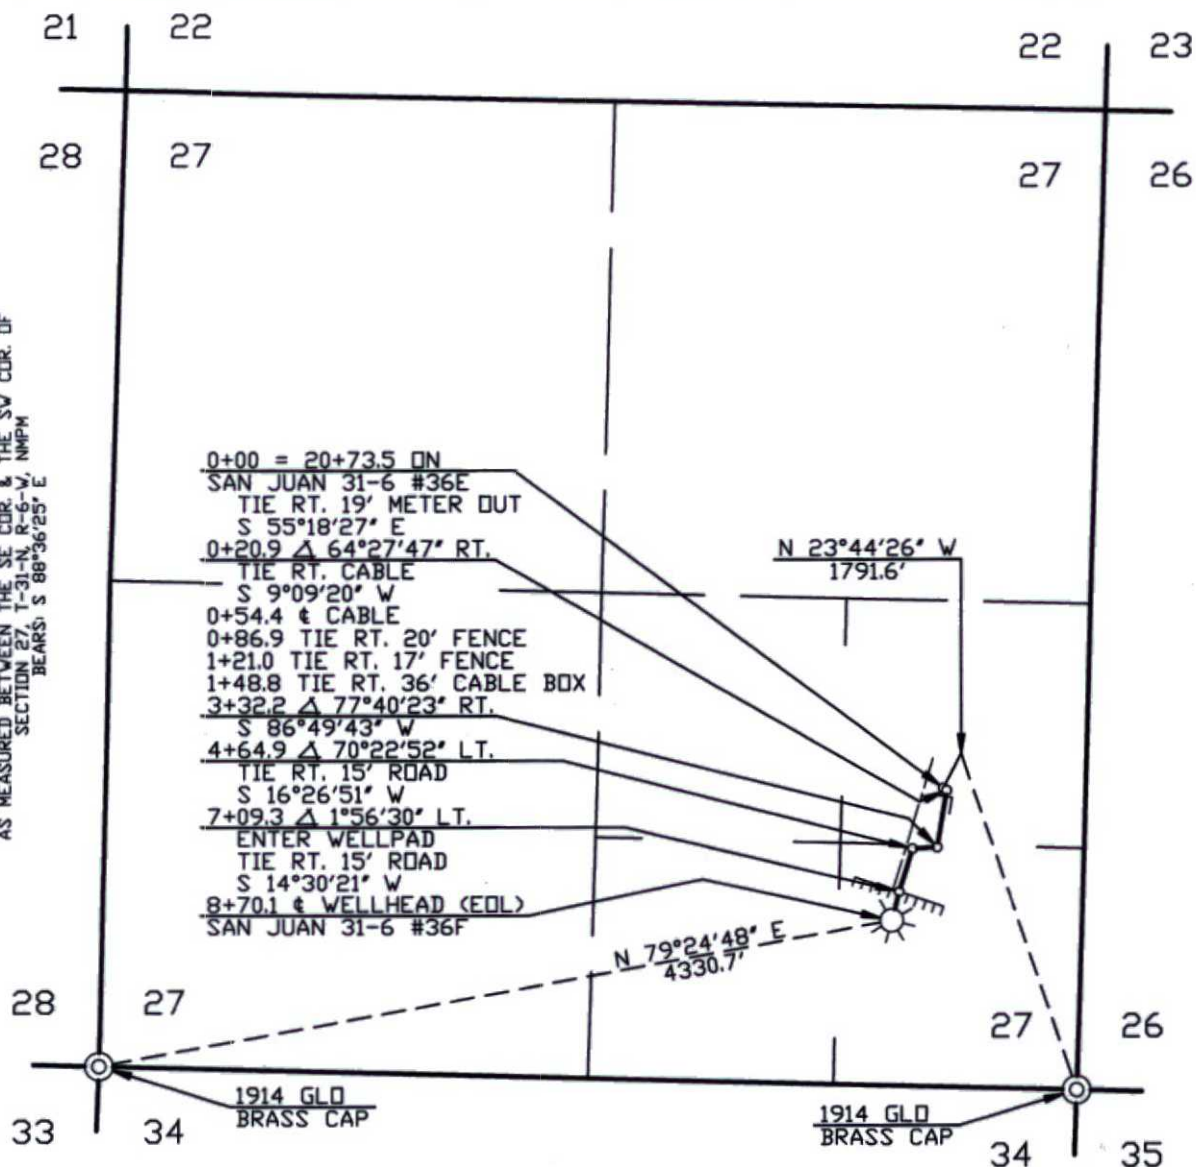 21 22
22 23
28 27
27 26
AS MEASURED BETWEEN THE SE COR. & THE SW COR. OF
SECTION 27, T-31-N, R-6-W, NMPM
BEARS: S 88°36'25" E
0+00 = 20+73.5 ON
SAN JUAN 31-6 #36E
TIE RT. 19' METER OUT
S 55°18'27" E
0+20.9 Δ 64°27'47" RT.
TIE RT. CABLE
S 9°09'20" W
0+54.4 ℄ CABLE
0+86.9 TIE RT. 20' FENCE
1+21.0 TIE RT. 17' FENCE
1+48.8 TIE RT. 36' CABLE BOX
3+32.2 Δ 77°40'23" RT.
S 86°49'43" W
4+64.9 Δ 70°22'52" LT.
TIE RT. 15' ROAD
S 16°26'51" W
7+09.3 Δ 1°56'30" LT.
ENTER WELLPAD
TIE RT. 15' ROAD
S 14°30'21" W
8+70.1 ℄ WELLHEAD (EOL)
SAN JUAN 31-6 #36F
N 23°44'26" W
1791.6'
N 79°24'48" E
4330.7'
28 27
27 26
1914 GLO
BRASS CAP
1914 GLO
BRASS CAP
33 34
34 35